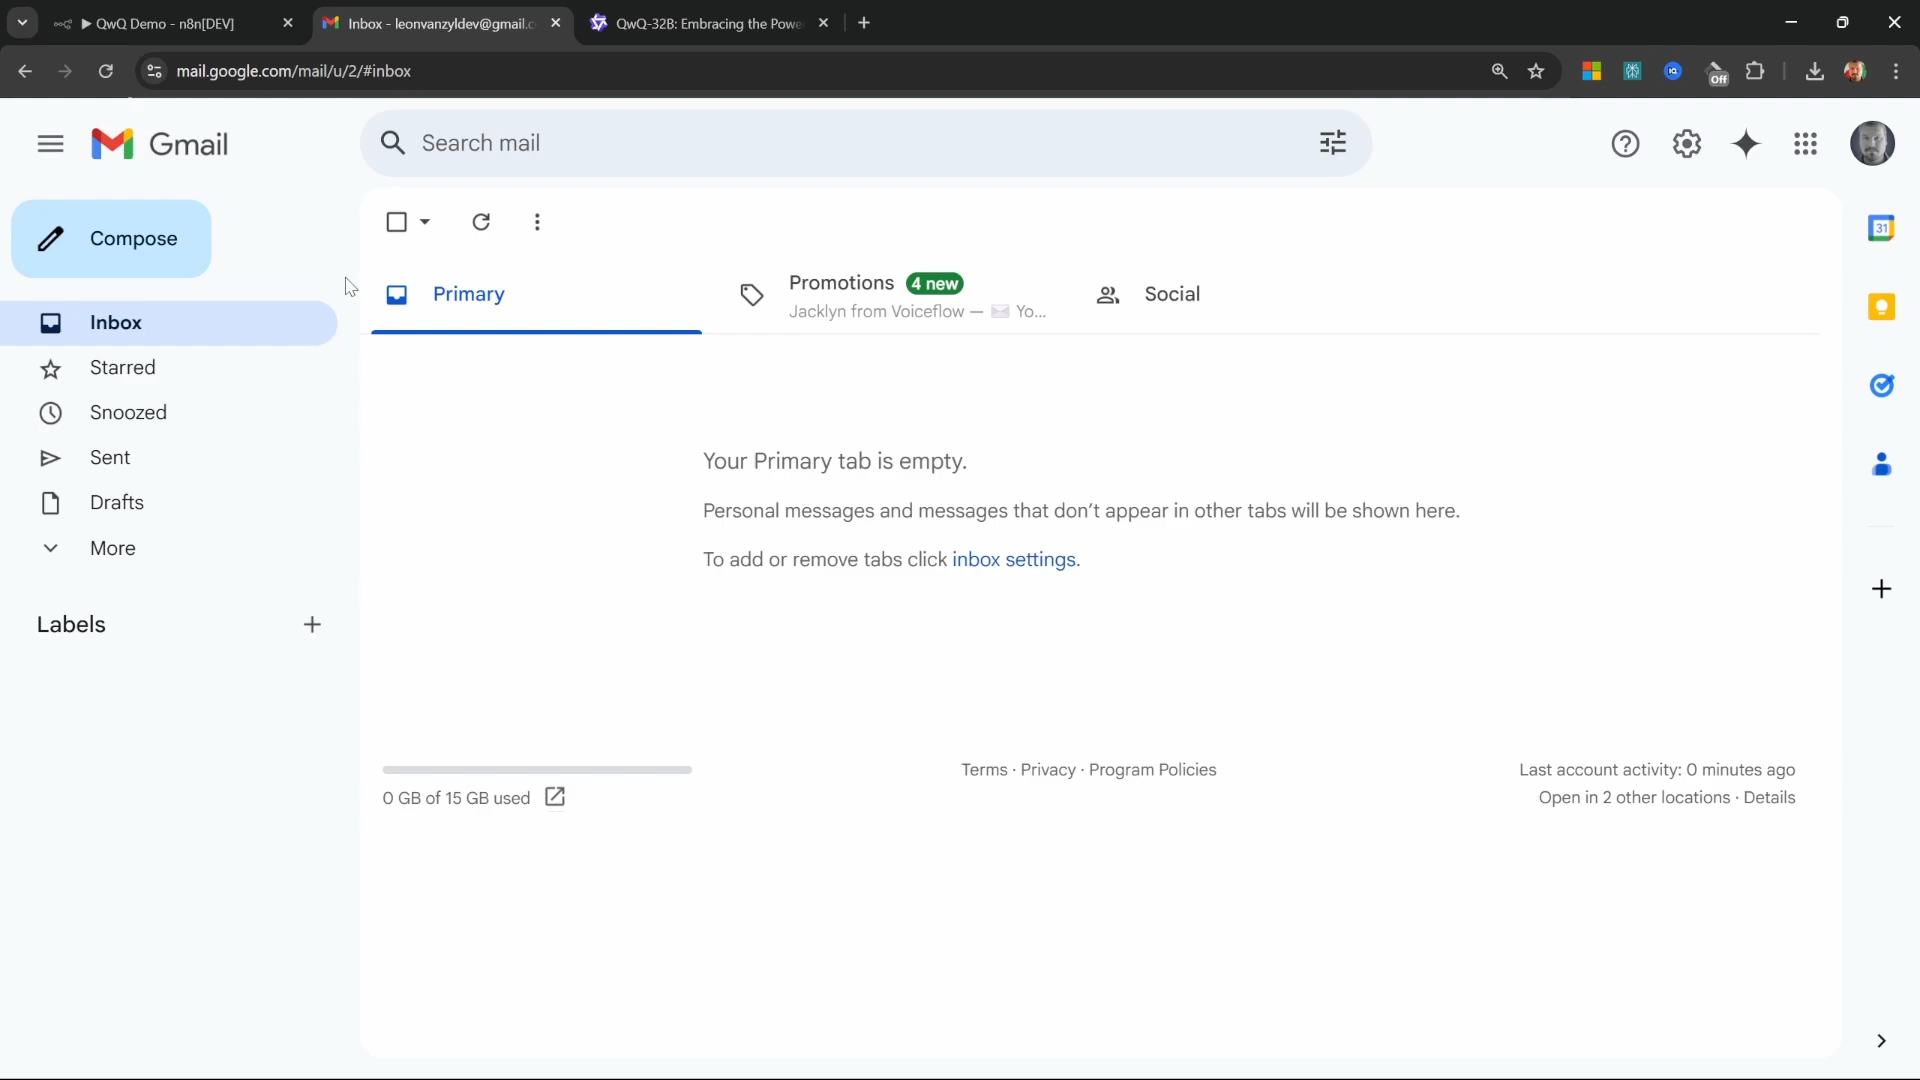 QwQ Demo - n8n[DEV]
Inbox - leonvanzyldev@gmail.c
QwQ-32B: Embracing the Powe
mail.google.com/mail/u/2/#inbox
Off
Gmail
Search mail
Compose
31
Primary
Promotions 4 new
Jacklyn from Voiceflow — Yo...
Social
Inbox
Starred
Snoozed
Sent
Drafts
More
Labels
Your Primary tab is empty.
Personal messages and messages that don’t appear in other tabs will be shown here.
To add or remove tabs click inbox settings.
0 GB of 15 GB used
Terms · Privacy · Program Policies
Last account activity: 0 minutes ago
Open in 2 other locations · Details